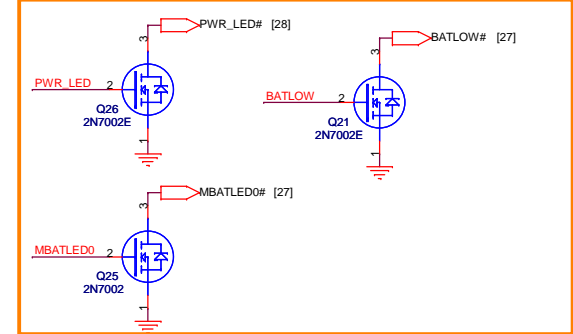 PWR_LED# [28]
3
PWR_LED 2
Q26
2N7002E
1
BATLOW# [27]
3
BATLOW 2
Q21
2N7002E
1
MBATLED0# [27]
3
MBATLED0 2
Q25
2N7002
1